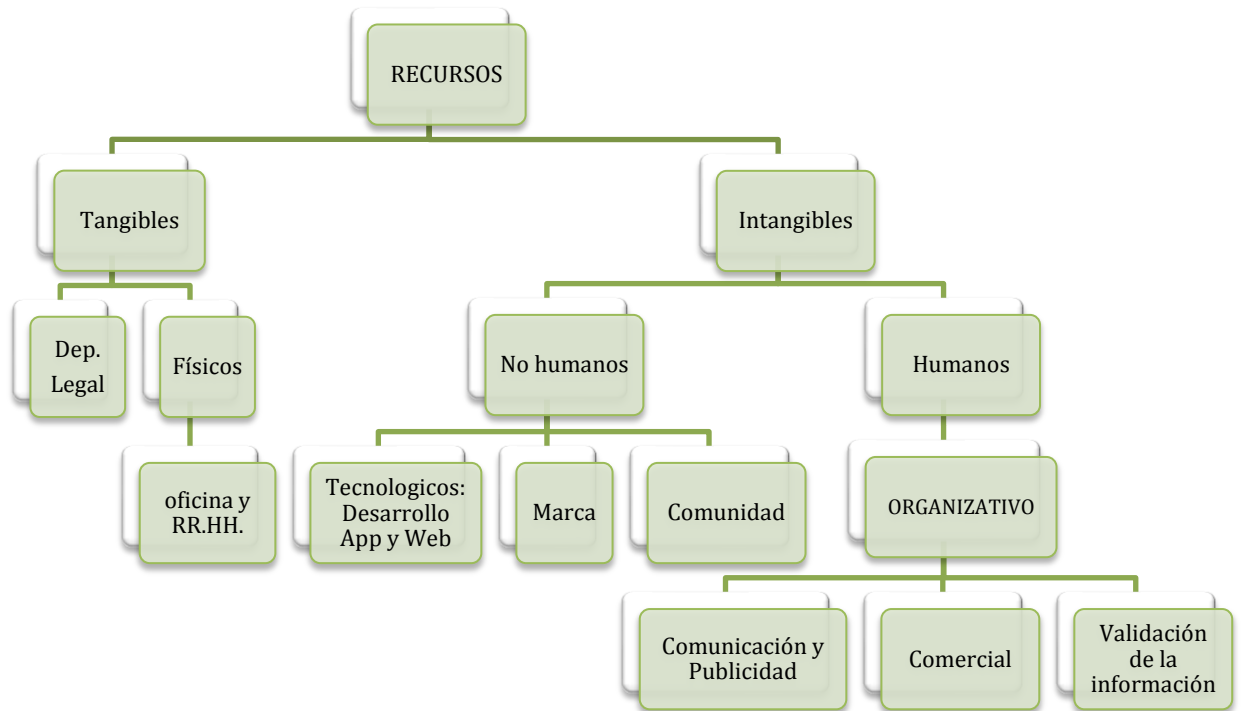 RECURSOS
Tangibles
Intangibles
Dep.
Legal
Físicos
No humanos
Humanos
oficina y
RR.HH.
Tecnologicos:
Desarrollo
App y Web
Marca
Comunidad
ORGANIZATIVO
Comunicación y
Publicidad
Comercial
Validación
de la
información